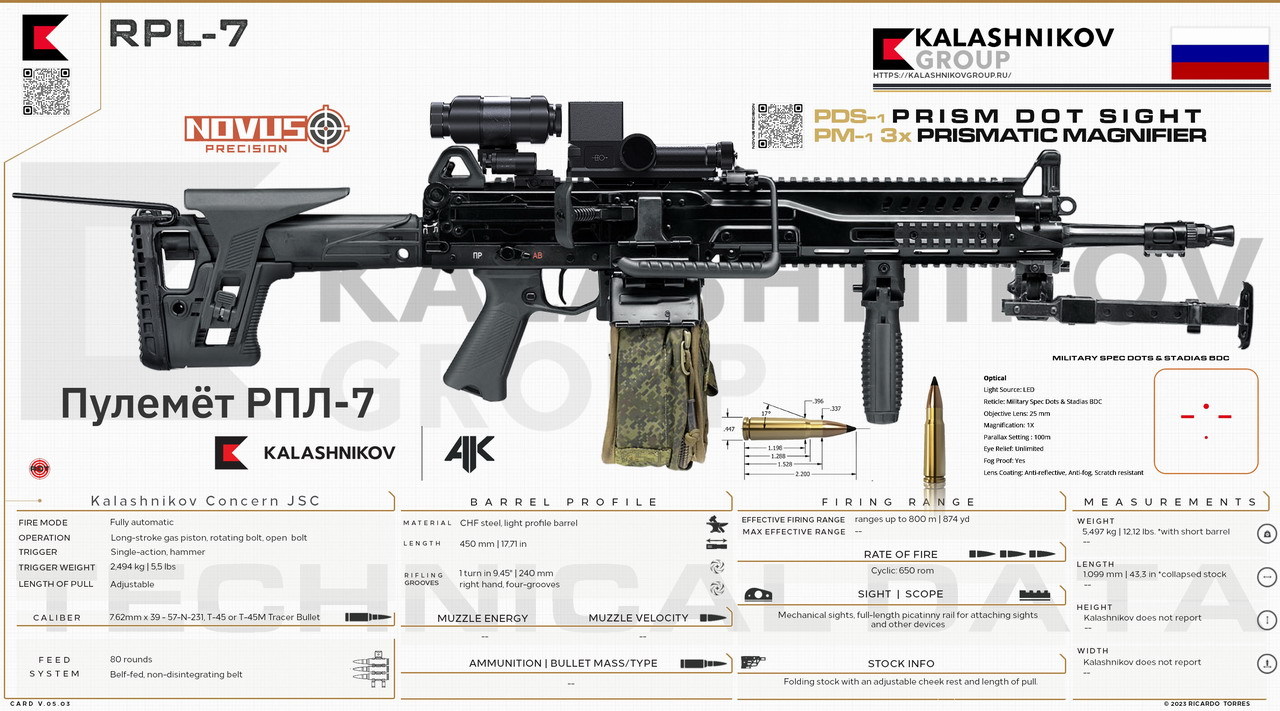 RPL-7
KALASHNIKOV
GROUP
HTTPS://KALASHNIKOVGROUP.RU/
NOVUS
PRECISION
PDS-1 PRISM DOT SIGHT
PM-1 3x PRISMATIC MAGNIFIER
ПР
АВ
KALASHNIKOV
GROUP
MILITARY SPEC DOTS & STADIAS BDC
Optical
Light Source: LED
Reticle: Military Spec Dots & Stadias BDC
Objective Lens: 25 mm
Magnification: 1X
Parallax Setting : 100m
Eye Relief: Unlimited
Fog Proof: Yes
Lens Coating: Anti-reflective, Anti-fog, Scratch resistant
.396
17°
.337
.447
1.196
1.288
1.528
2.200
Пулемёт РПЛ-7
KALASHNIKOV
AK
Kalashnikov Concern JSC
FIRE MODE Fully automatic
OPERATION Long-stroke gas piston, rotating bolt, open bolt
TRIGGER Single-action, hammer
TRIGGER WEIGHT 2,494 kg | 5,5 lbs
LENGTH OF PULL Adjustable
CALIBER 7.62mm x 39 - 57-N-231, T-45 or T-45M Tracer Bullet
FEED SYSTEM
80 rounds
Belf-fed, non-disintegrating belt
BARREL PROFILE
MATERIAL CHF steel, light profile barrel
LENGTH 450 mm | 17,71 in
RIFLING GROOVES
1 turn in 9.45" | 240 mm
right hand, four-grooves
MUZZLE ENERGY MUZZLE VELOCITY
-- --
AMMUNITION | BULLET MASS/TYPE
--
FIRING RANGE
EFFECTIVE FIRING RANGE ranges up to 800 m | 874 yd
MAX EFFECTIVE RANGE --
RATE OF FIRE
Cyclic: 650 rom
SIGHT | SCOPE
Mechanical sights, full-length picatinny rail for attaching sights
and other devices
STOCK INFO
Folding stock with an adjustable cheek rest and length of pull.
MEASUREMENTS
WEIGHT
5,497 kg | 12,12 lbs. *with short barrel
--
LENGTH
1.099 mm | 43,3 in *collapsed stock
--
HEIGHT
Kalashnikov does not report
--
WIDTH
Kalashnikov does not report
--
TECHNICAL DATA
CARD V.05.03
© 2023 RICARDO TORRES